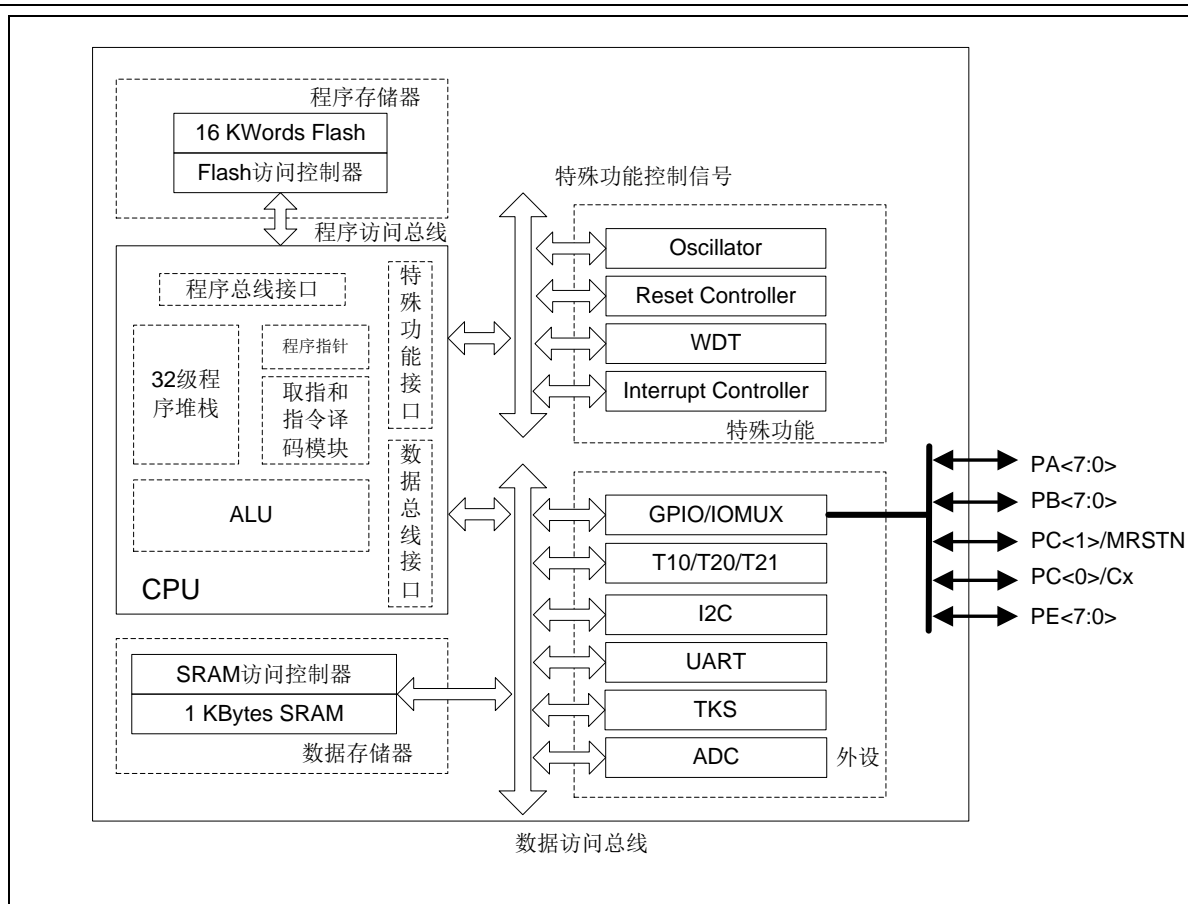 程序存储器
16 KWords Flash
Flash访问控制器
程序访问总线
程序总线接口
32级程
序堆栈
程序指针
取指和
指令译
码模块
ALU
CPU
特
殊
功
能
接
口
数
据
总
线
接
口
SRAM访问控制器
1 KBytes SRAM
数据存储器
特殊功能控制信号
Oscillator
Reset Controller
WDT
Interrupt Controller
特殊功能
GPIO/IOMUX
T10/T20/T21
I2C
UART
TKS
ADC
外设
数据访问总线
PA<7:0>
PB<7:0>
PC<1>/MRSTN
PC<0>/Cx
PE<7:0>